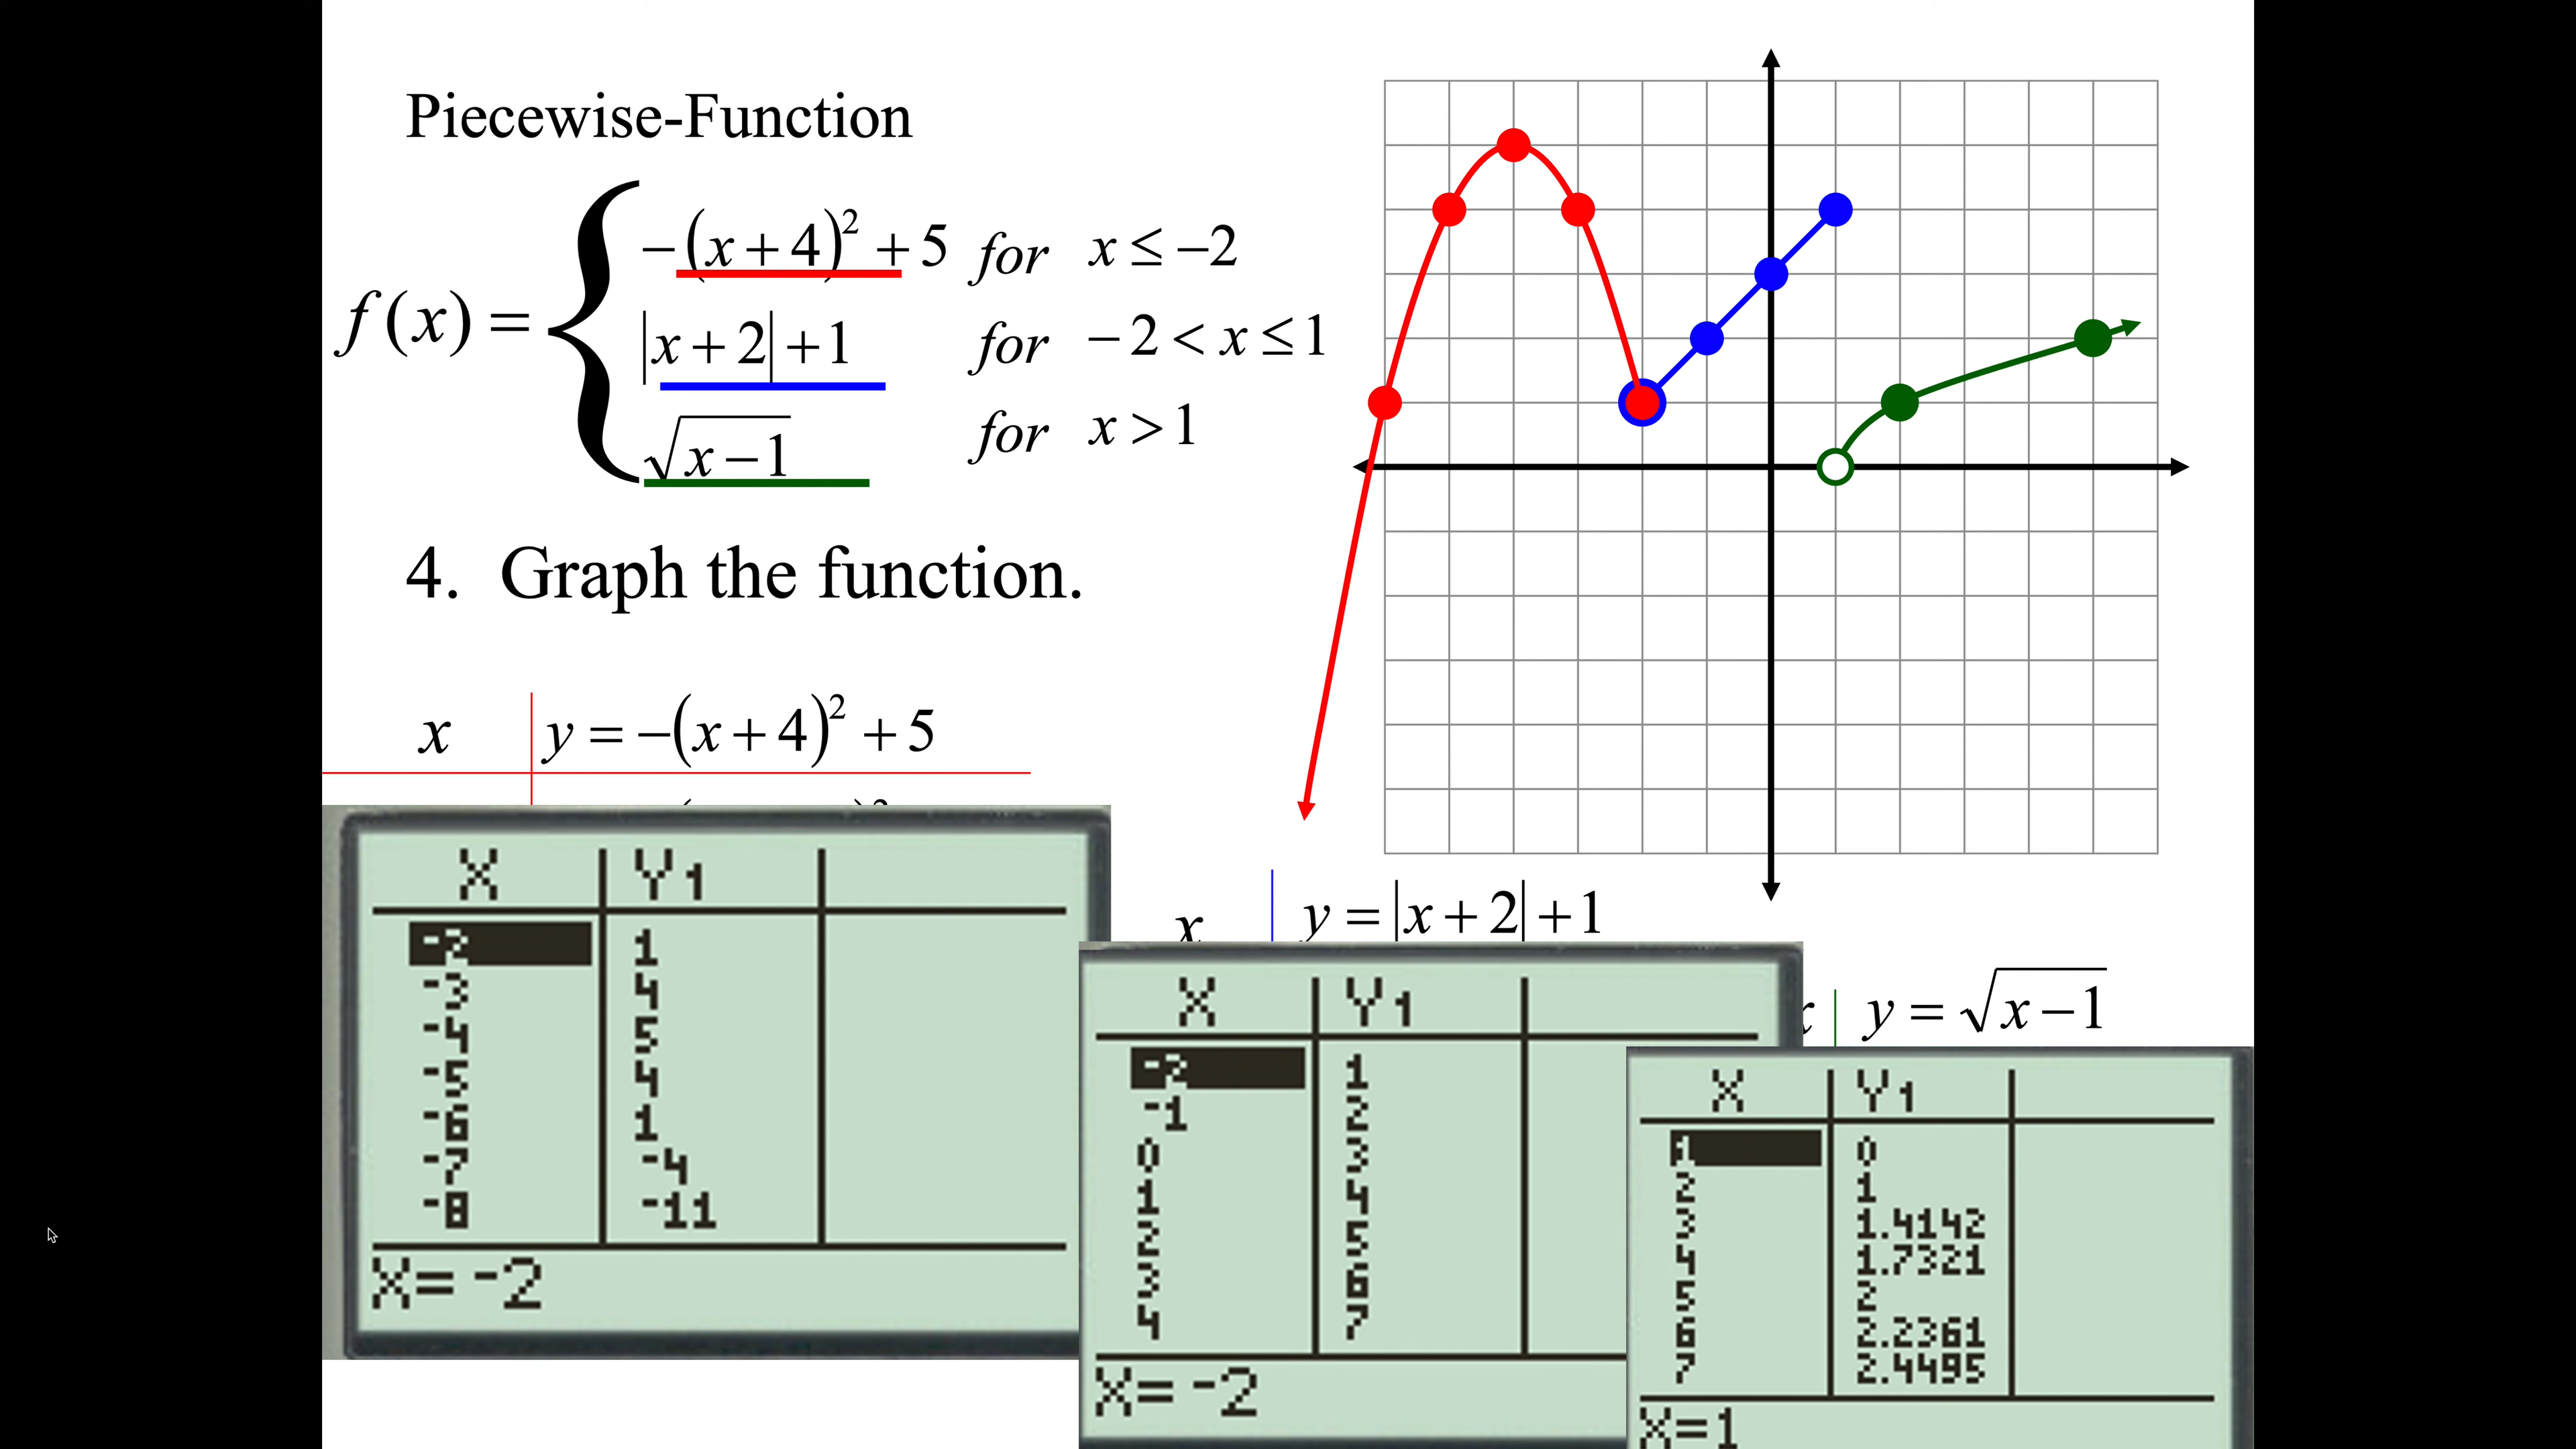 Piecewise-Function
f(x) = { −(x+4)² + 5 for x ≤ −2
|x+2| + 1 for −2 < x ≤ 1
√(x−1) for x > 1
4. Graph the function.
x y = −(x+4)² + 5
X Y1
-2 1
-3 4
-4 5
-5 4
-6 1
-7 -4
-8 -11
X= -2
x y = |x+2| + 1
X Y1
-2 1
-1 2
0 3
1 4
2 5
3 6
4 7
X= -2
x y = √(x−1)
X Y1
1 0
2 1
3 1.4142
4 1.7321
5 2
6 2.2361
7 2.4495
X=1